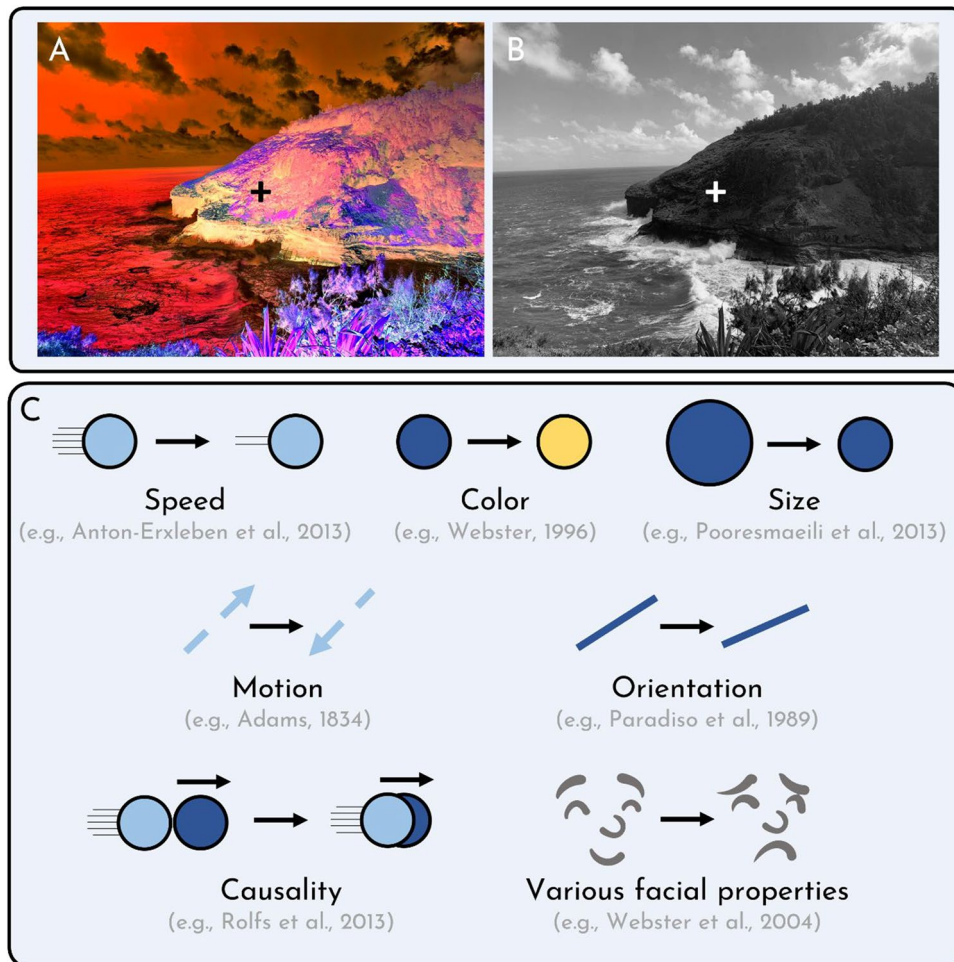 A
B
C
Speed
(e.g., Anton-Erxleben et al., 2013)
Color
(e.g., Webster, 1996)
Size
(e.g., Pooresmaeili et al., 2013)
Motion
(e.g., Adams, 1834)
Orientation
(e.g., Paradiso et al., 1989)
Causality
(e.g., Rolfs et al., 2013)
Various facial properties
(e.g., Webster et al., 2004)